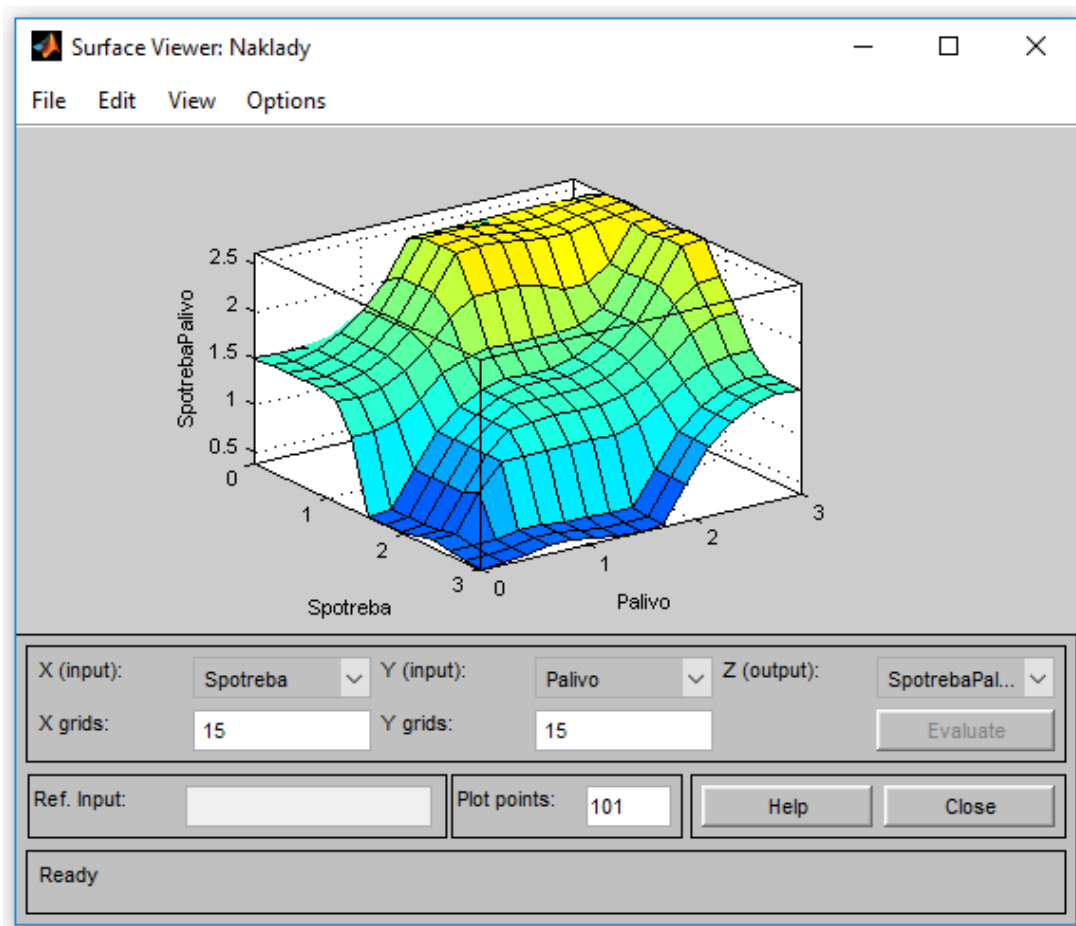 Surface Viewer: Naklady
File Edit View Options
2.5
2
1.5
1
0.5
0
SpotrebaPalivo
1
2
3
Spotreba
0
1
2
3
Palivo
X (input): Spotreba Y (input): Palivo Z (output): SpotrebaPal...
X grids: 15 Y grids: 15 Evaluate
Ref. Input: Plot points: 101 Help Close
Ready